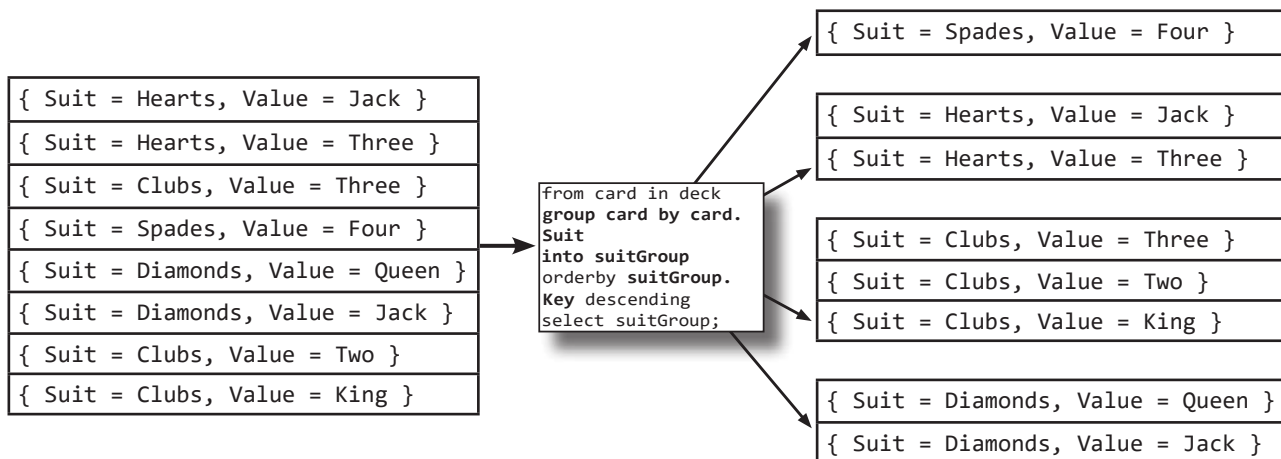 { Suit = Hearts, Value = Jack }
{ Suit = Hearts, Value = Three }
{ Suit = Clubs, Value = Three }
{ Suit = Spades, Value = Four }
{ Suit = Diamonds, Value = Queen }
{ Suit = Diamonds, Value = Jack }
{ Suit = Clubs, Value = Two }
{ Suit = Clubs, Value = King }
from card in deck
group card by card.
Suit
into suitGroup
orderby suitGroup.
Key descending
select suitGroup;
{ Suit = Spades, Value = Four }
{ Suit = Hearts, Value = Jack }
{ Suit = Hearts, Value = Three }
{ Suit = Clubs, Value = Three }
{ Suit = Clubs, Value = Two }
{ Suit = Clubs, Value = King }
{ Suit = Diamonds, Value = Queen }
{ Suit = Diamonds, Value = Jack }